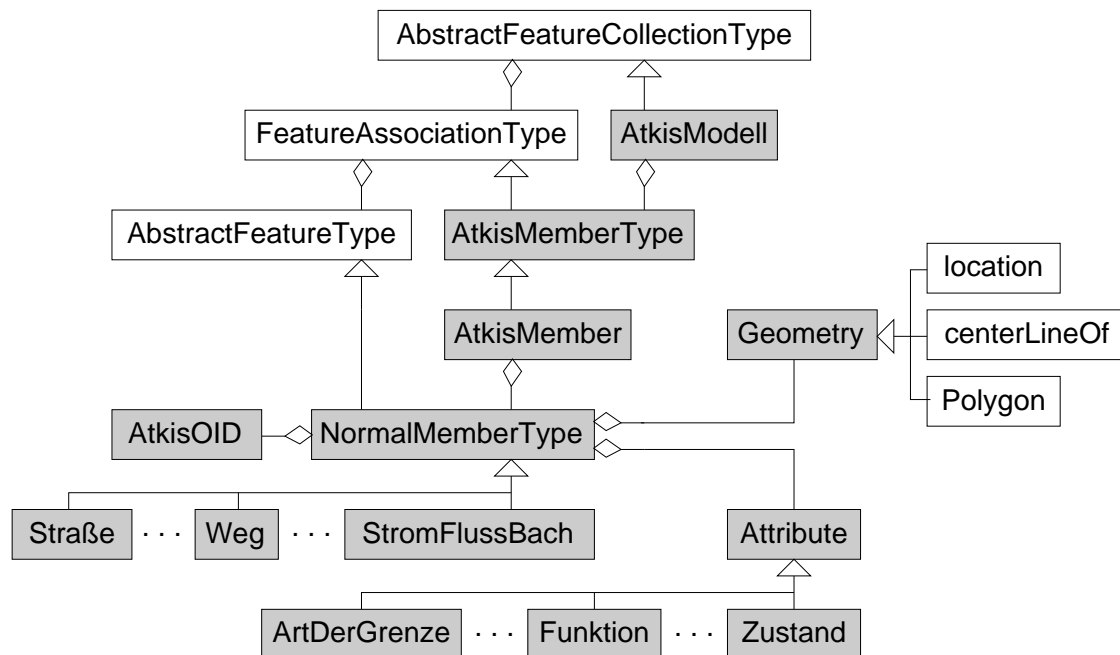 AbstractFeatureCollectionType
FeatureAssociationType
AtkisModell
AbstractFeatureType
AtkisMemberType
location
AtkisMember
Geometry
centerLineOf
Polygon
AtkisOID
NormalMemberType
Straße . . . Weg . . . StromFlussBach
Attribute
ArtDerGrenze . . . Funktion . . . Zustand